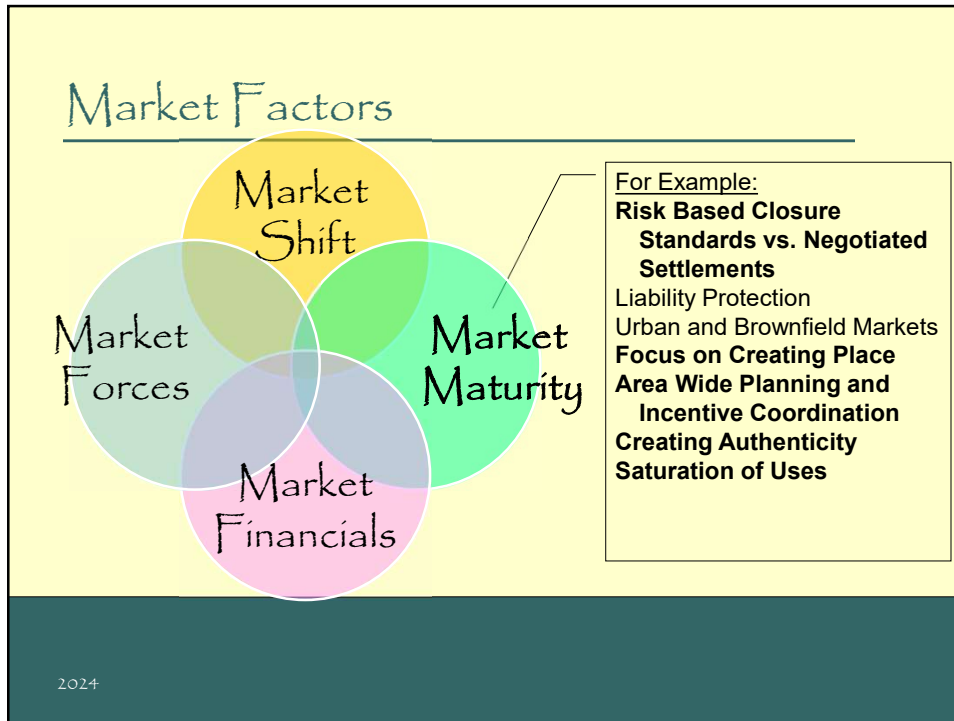 Market Factors
Market
Shift
Market
Forces
Market
Maturity
Market
Financials
For Example:
Risk Based Closure
Standards vs. Negotiated
Settlements
Liability Protection
Urban and Brownfield Markets
Focus on Creating Place
Area Wide Planning and
Incentive Coordination
Creating Authenticity
Saturation of Uses
2024